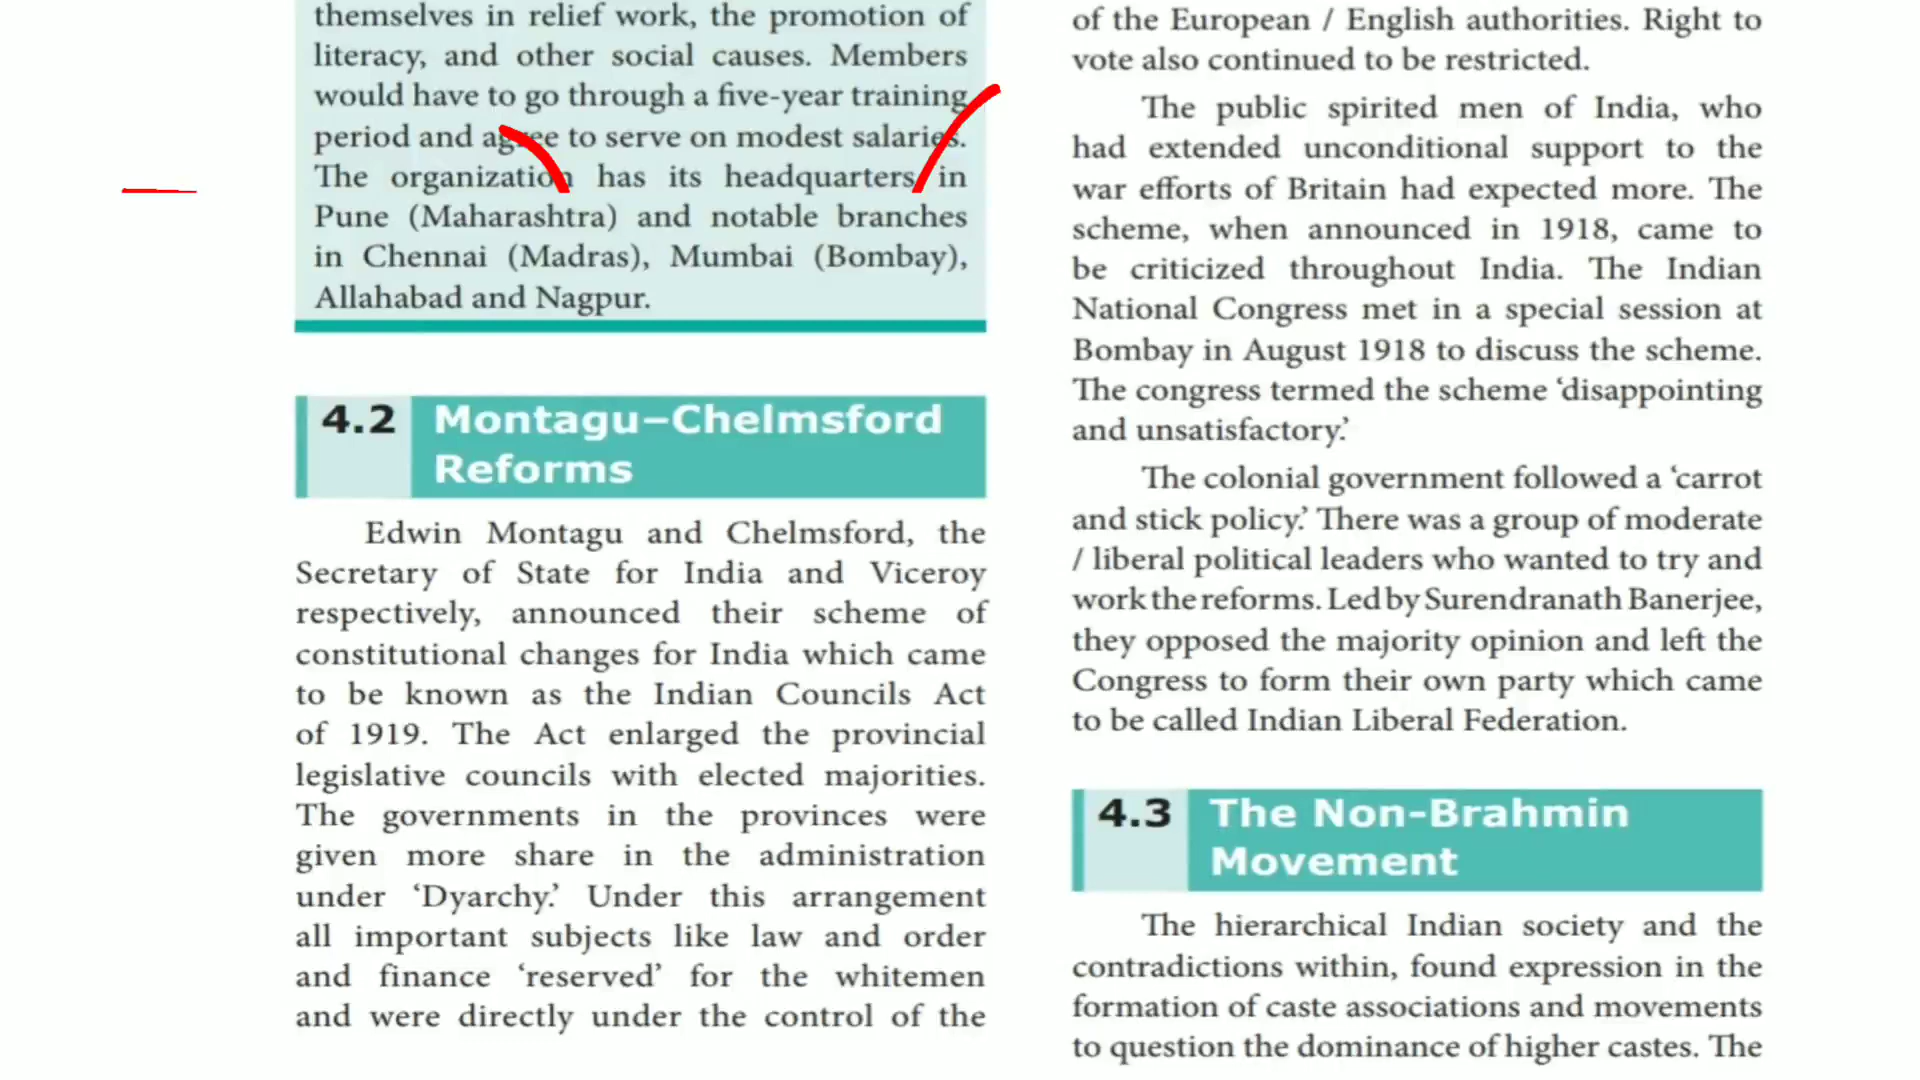 themselves in relief work, the promotion of
literacy, and other social causes. Members
would have to go through a five-year training
period and agree to serve on modest salaries.
The organization has its headquarters in
Pune (Maharashtra) and notable branches
in Chennai (Madras), Mumbai (Bombay),
Allahabad and Nagpur.
4.2 Montagu–Chelmsford
Reforms
Edwin Montagu and Chelmsford, the
Secretary of State for India and Viceroy
respectively, announced their scheme of
constitutional changes for India which came
to be known as the Indian Councils Act
of 1919. The Act enlarged the provincial
legislative councils with elected majorities.
The governments in the provinces were
given more share in the administration
under ‘Dyarchy.’ Under this arrangement
all important subjects like law and order
and finance ‘reserved’ for the whitemen
and were directly under the control of the
of the European / English authorities. Right to
vote also continued to be restricted.
The public spirited men of India, who
had extended unconditional support to the
war efforts of Britain had expected more. The
scheme, when announced in 1918, came to
be criticized throughout India. The Indian
National Congress met in a special session at
Bombay in August 1918 to discuss the scheme.
The congress termed the scheme ‘disappointing
and unsatisfactory.’
The colonial government followed a ‘carrot
and stick policy.’ There was a group of moderate
/ liberal political leaders who wanted to try and
work the reforms. Led by Surendranath Banerjee,
they opposed the majority opinion and left the
Congress to form their own party which came
to be called Indian Liberal Federation.
4.3 The Non-Brahmin
Movement
The hierarchical Indian society and the
contradictions within, found expression in the
formation of caste associations and movements
to question the dominance of higher castes. The